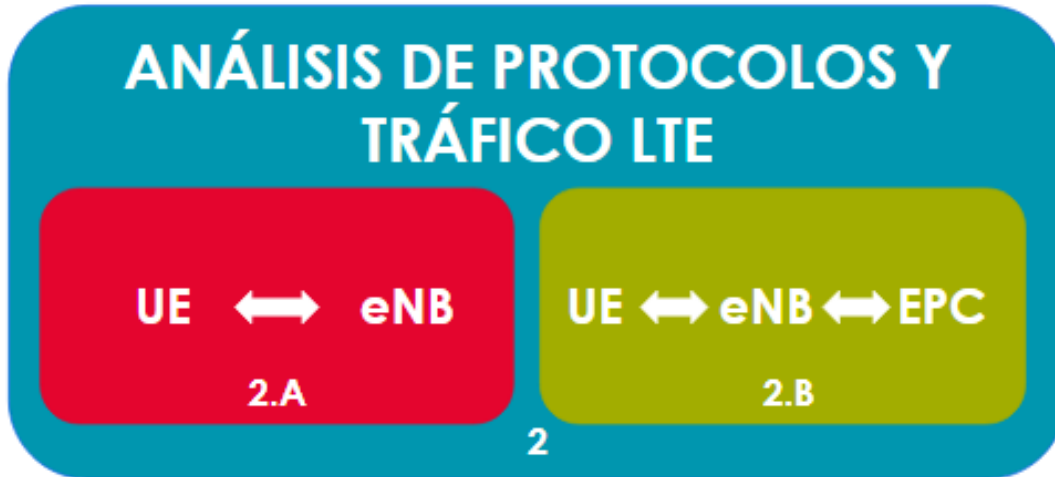 ANÁLISIS DE PROTOCOLOS Y
TRÁFICO LTE
UE eNB
2.A
UE eNB EPC
2.B
2